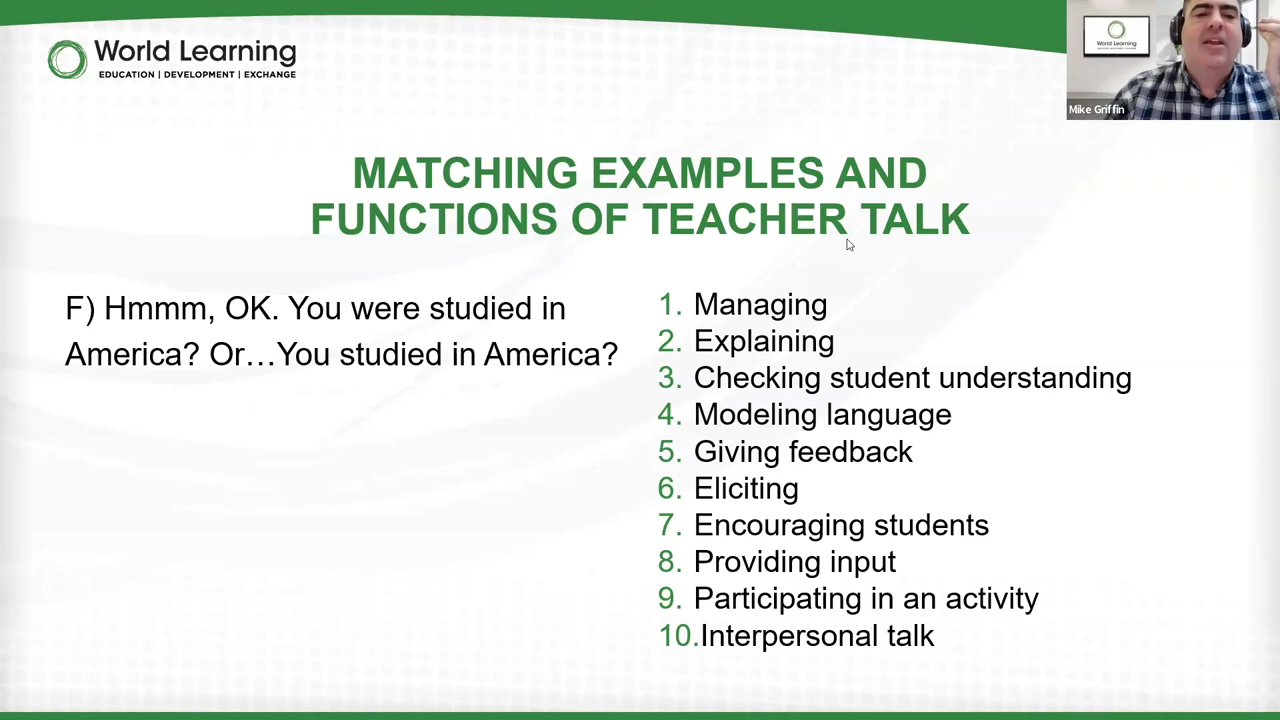 World Learning
EDUCATION | DEVELOPMENT | EXCHANGE
World Learning
Mike Griffin
MATCHING EXAMPLES AND
FUNCTIONS OF TEACHER TALK
F) Hmmm, OK. You were studied in
America? Or…You studied in America?
1. Managing
2. Explaining
3. Checking student understanding
4. Modeling language
5. Giving feedback
6. Eliciting
7. Encouraging students
8. Providing input
9. Participating in an activity
10.Interpersonal talk